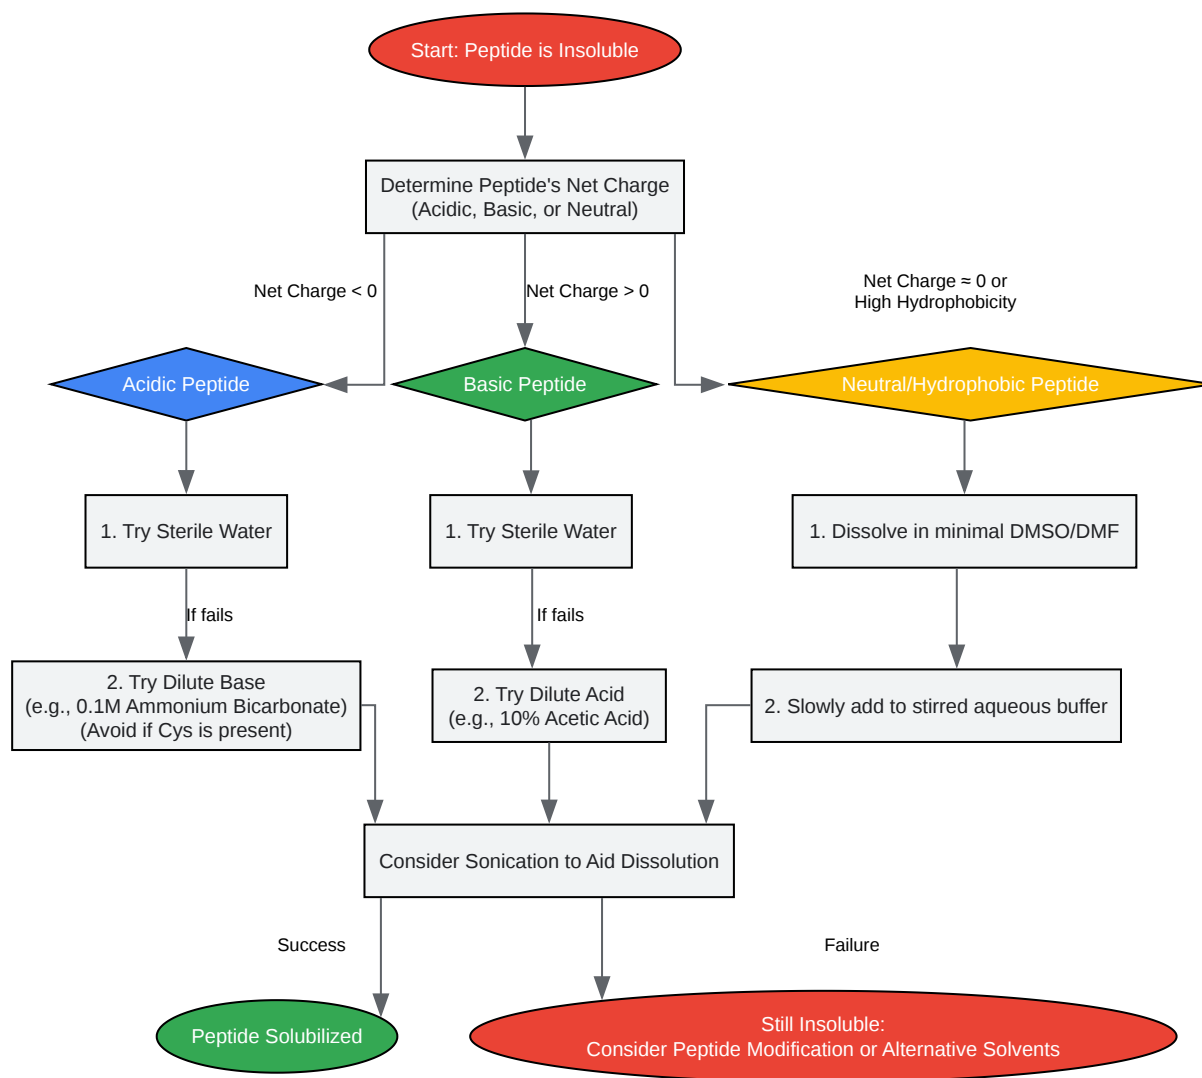 Start: Peptide is Insoluble
Determine Peptide's Net Charge
(Acidic, Basic, or Neutral)
Net Charge < 0
Net Charge > 0
Net Charge ≈ 0 or
High Hydrophobicity
Acidic Peptide
Basic Peptide
Neutral/Hydrophobic Peptide
1. Try Sterile Water
1. Try Sterile Water
1. Dissolve in minimal DMSO/DMF
If fails
If fails
2. Try Dilute Base
(e.g., 0.1M Ammonium Bicarbonate)
(Avoid if Cys is present)
2. Try Dilute Acid
(e.g., 10% Acetic Acid)
2. Slowly add to stirred aqueous buffer
Consider Sonication to Aid Dissolution
Success
Failure
Peptide Solubilized
Still Insoluble:
Consider Peptide Modification or Alternative Solvents